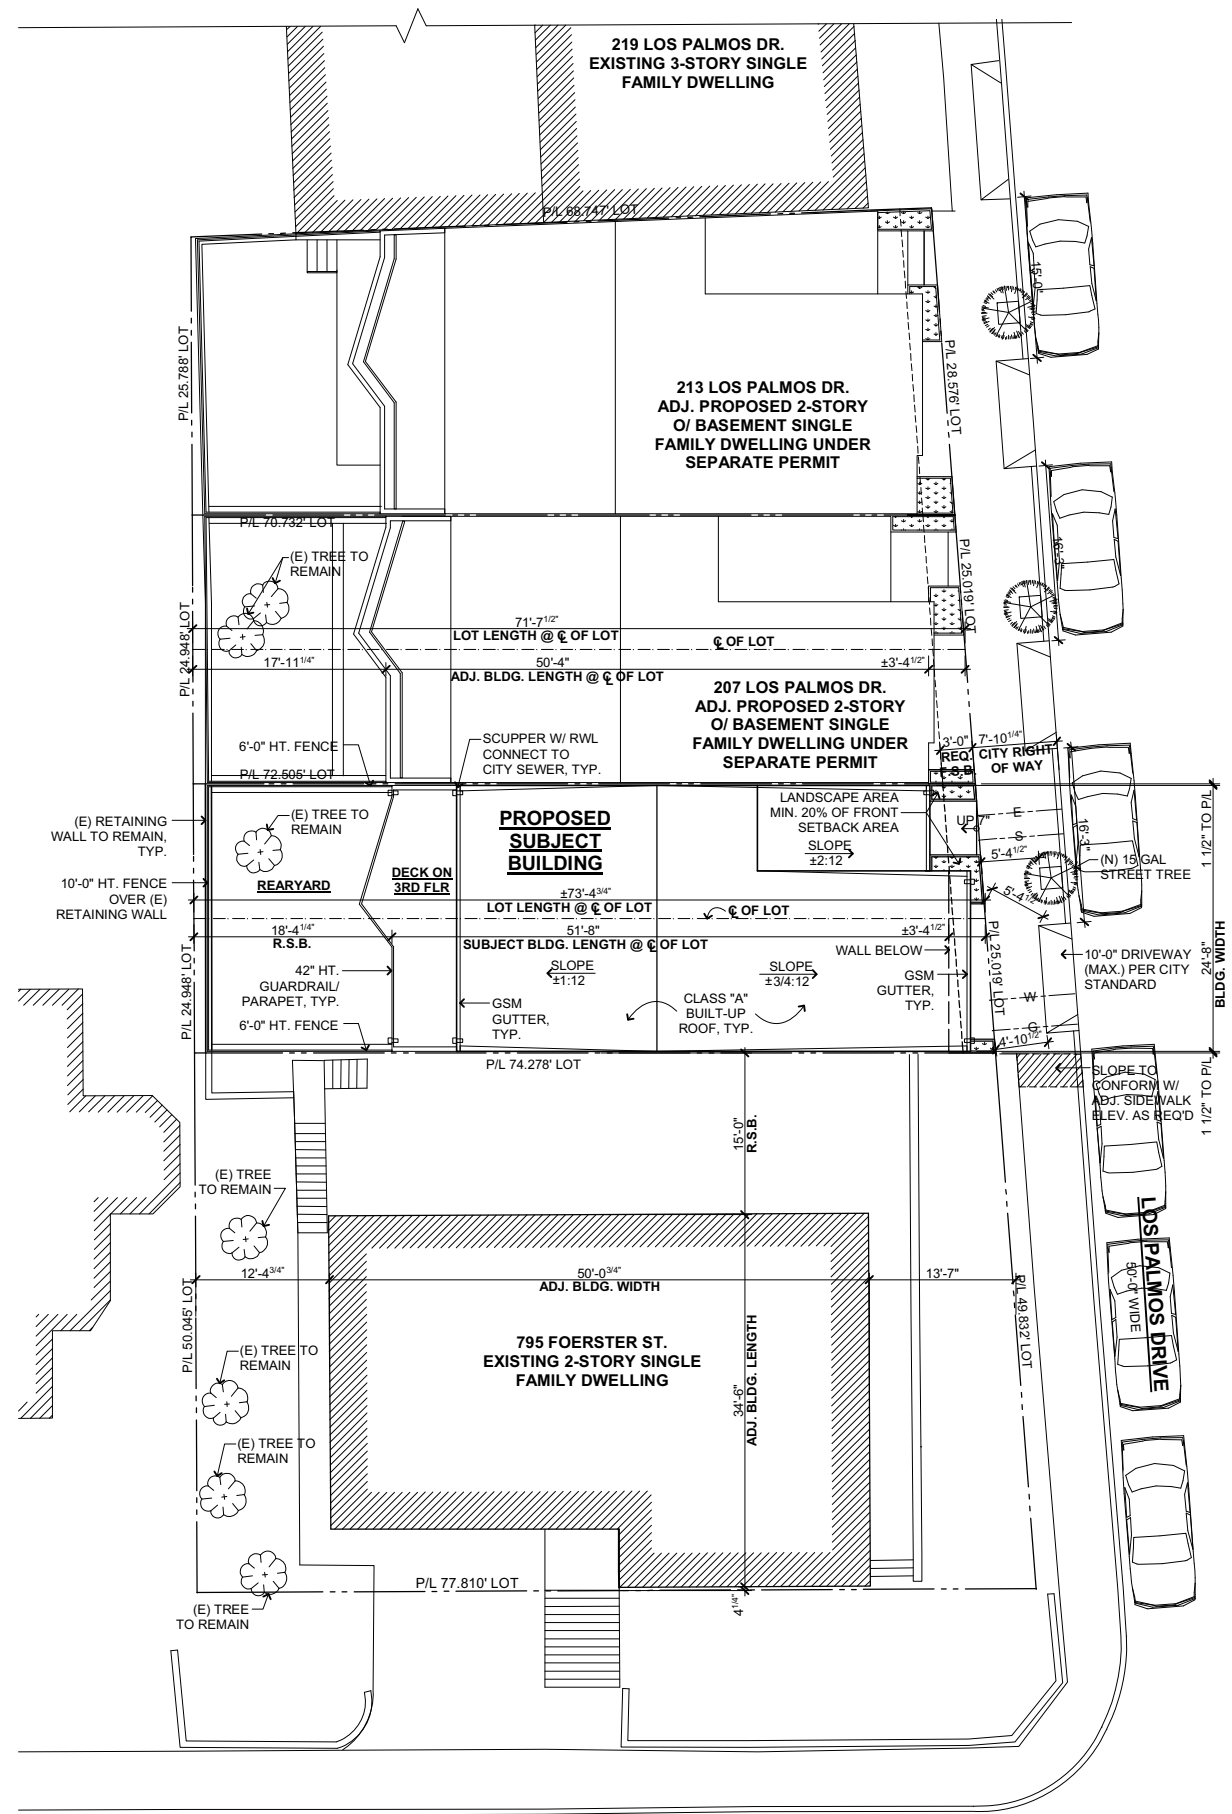 219 LOS PALMOS DR.
EXISTING 3-STORY SINGLE
FAMILY DWELLING
P/L 68.747' LOT
15'-0"
P/L 25.788' LOT
P/L 28.576' LOT
213 LOS PALMOS DR.
ADJ. PROPOSED 2-STORY
O/ BASEMENT SINGLE
FAMILY DWELLING UNDER
SEPARATE PERMIT
P/L 70.732' LOT
(E) TREE TO
REMAIN
16'-3"
P/L 25.019' LOT
P/L 24.948' LOT
71'-7 1/2"
LOT LENGTH @ ℄ OF LOT
℄ OF LOT
17'-11 1/4"
50'-4"
±3'-4 1/2"
ADJ. BLDG. LENGTH @ ℄ OF LOT
207 LOS PALMOS DR.
ADJ. PROPOSED 2-STORY
O/ BASEMENT SINGLE
FAMILY DWELLING UNDER
SEPARATE PERMIT
6'-0" HT. FENCE
SCUPPER W/ RWL
CONNECT TO
CITY SEWER, TYP.
3'-0"
REQ.
F.S.B
7'-10 1/4"
CITY RIGHT
OF WAY
P/L 72.505' LOT
(E) RETAINING
WALL TO REMAIN,
TYP.
(E) TREE TO
REMAIN
PROPOSED
SUBJECT
BUILDING
LANDSCAPE AREA
MIN. 20% OF FRONT
SETBACK AREA
SLOPE
±2:12
UP 7"
E
S
5'-4 1/2"
16'-3"
(N) 15 GAL
STREET TREE
1 1/2" TO P/L
10'-0" HT. FENCE
OVER (E)
RETAINING WALL
REARYARD
DECK ON
3RD FLR
±73'-4 3/4"
LOT LENGTH @ ℄ OF LOT
℄ OF LOT
5'-4 1/2"
18'-4 1/4"
R.S.B.
51'-8"
SUBJECT BLDG. LENGTH @ ℄ OF LOT
±3'-4 1/2"
WALL BELOW
P/L 24.948' LOT
P/L 25.019' LOT
42" HT.
GUARDRAIL/
PARAPET, TYP.
SLOPE
±1:12
SLOPE
±3/4:12
GSM
GUTTER,
TYP.
10'-0" DRIVEWAY
(MAX.) PER CITY
STANDARD
24'-8"
BLDG. WIDTH
GSM
GUTTER,
TYP.
CLASS "A"
BUILT-UP
ROOF, TYP.
W
G
6'-0" HT. FENCE
4'-10 1/2"
P/L 74.278' LOT
SLOPE TO
CONFORM W/
ADJ. SIDEWALK
ELEV. AS REQ'D
1 1/2" TO P/L
15'-0"
R.S.B.
(E) TREE
TO REMAIN
LOS PALMOS DRIVE
50'-0" WIDE
12'-4 3/4"
50'-0 3/4"
ADJ. BLDG. WIDTH
13'-7"
P/L 50.045' LOT
P/L 49.832' LOT
795 FOERSTER ST.
EXISTING 2-STORY SINGLE
FAMILY DWELLING
34'-6"
ADJ. BLDG. LENGTH
(E) TREE TO
REMAIN
(E) TREE TO
REMAIN
P/L 77.810' LOT
4 1/4"
(E) TREE
TO REMAIN